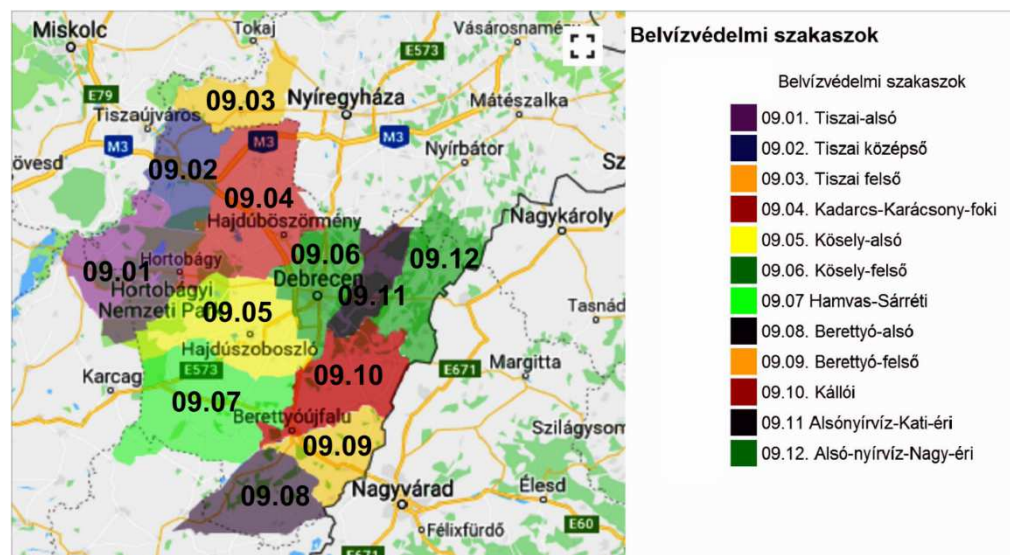 Miskolc
Tokaj
Vásárosnamény
E573
Belvízvédelmi szakaszok
E79
09.03
Nyíregyháza
Mátészalka
Tiszaújváros
M3
M3
M3
övesd
09.02
Nyírbátor
Sz
09.04
Nagykároly
Hajdúböszörmény
09.06
09.12
09.01
Hortobágy
Debrecen
09.11
Hortobágyi
Nemzeti Park
09.05
Tasnád
Hajdúszoboszló
Karcag
E573
09.10
E671
Margitta
09.07
Berettyóújfalu
09.09
Szilágysom
09.08
Nagyvárad
Élesd
Félixfürdő
E60
E671
Belvízvédelmi szakaszok
09.01. Tiszai-alsó
09.02. Tiszai középső
09.03. Tiszai felső
09.04. Kadarcs-Karácsony-foki
09.05. Kösely-alsó
09.06. Kösely-felső
09.07 Hamvas-Sárréti
09.08. Berettyó-alsó
09.09. Berettyó-felső
09.10. Kállói
09.11 Alsónyírvíz-Kati-éri
09.12. Alsó-nyírvíz-Nagy-éri